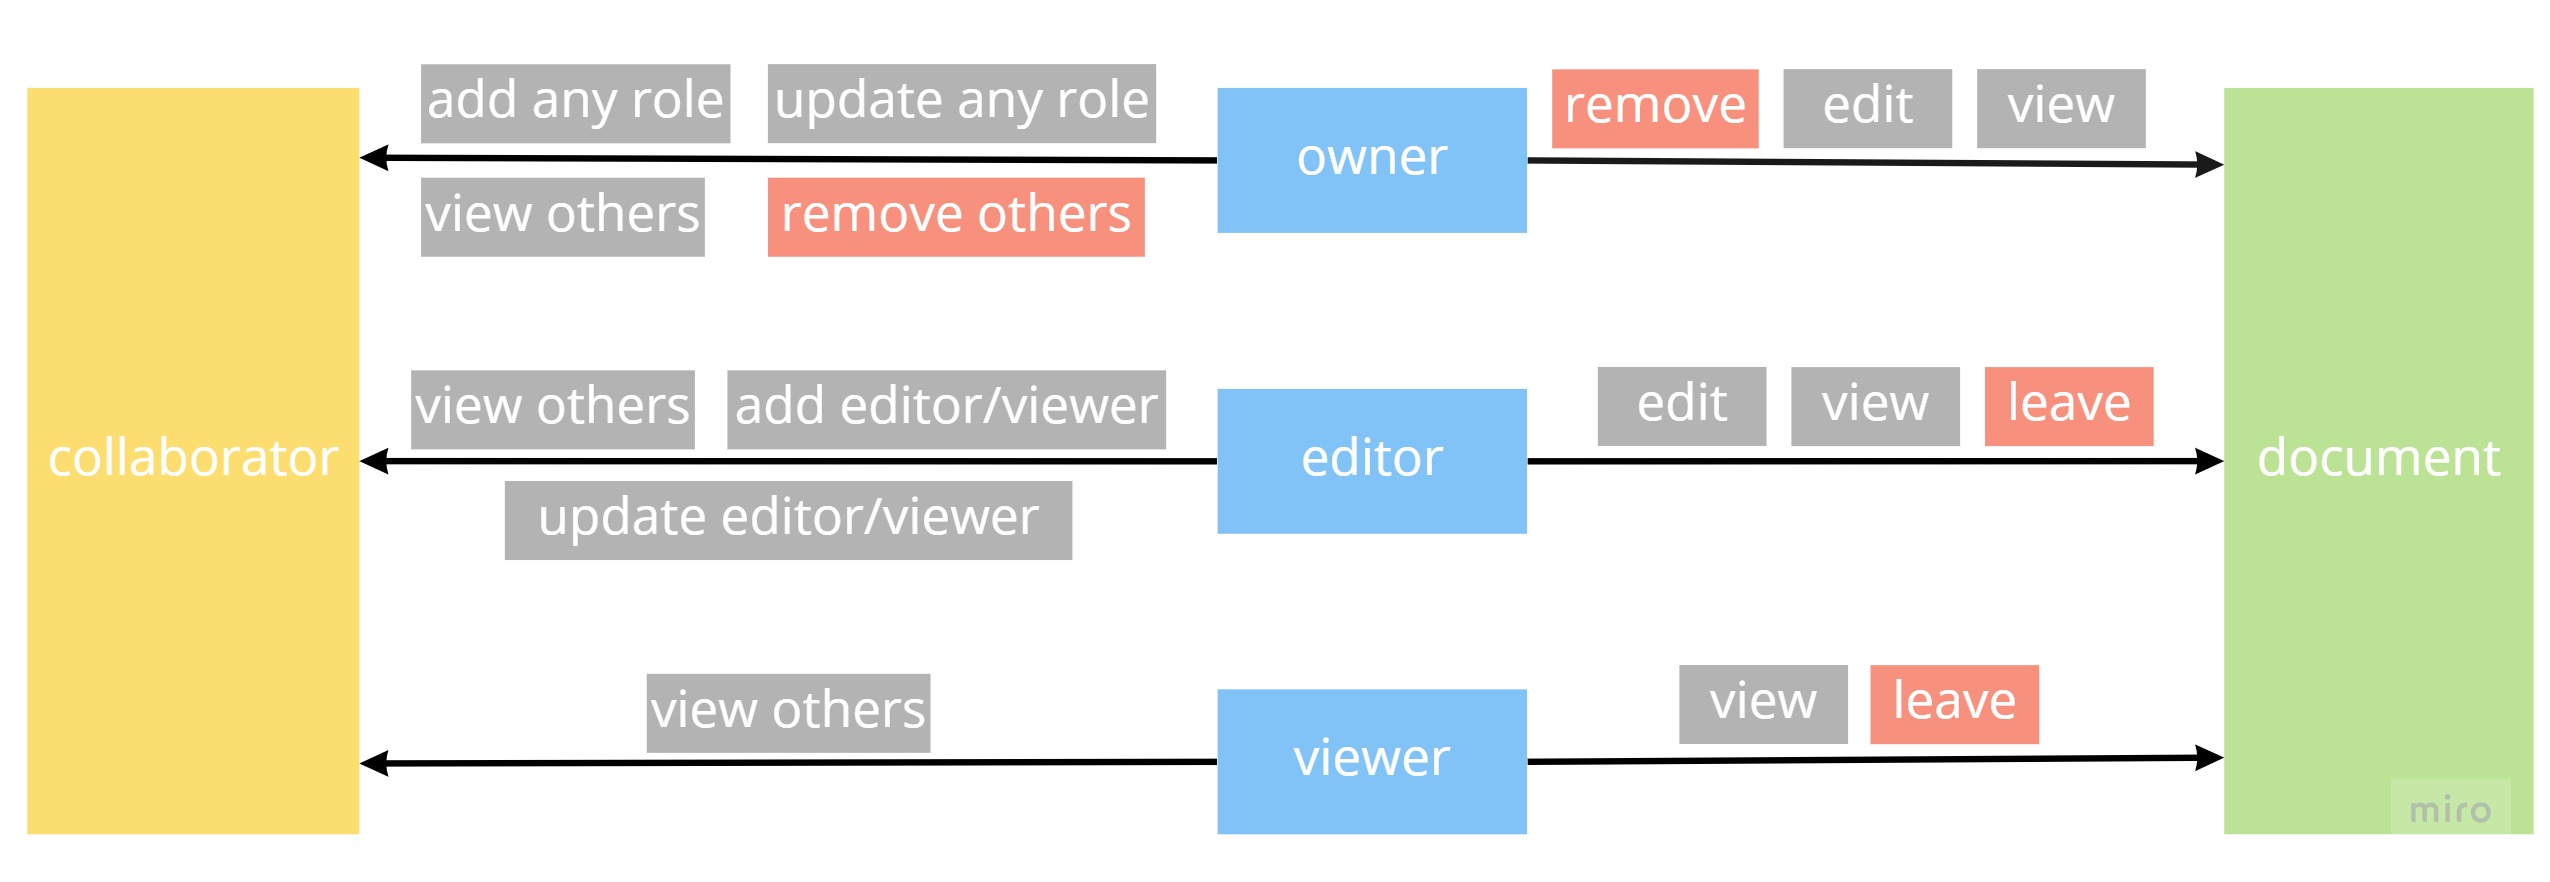 add any role
update any role
remove
edit
view
owner
view others
remove others
view others
add editor/viewer
edit
view
leave
collaborator
editor
document
update editor/viewer
view others
view
leave
viewer
miro